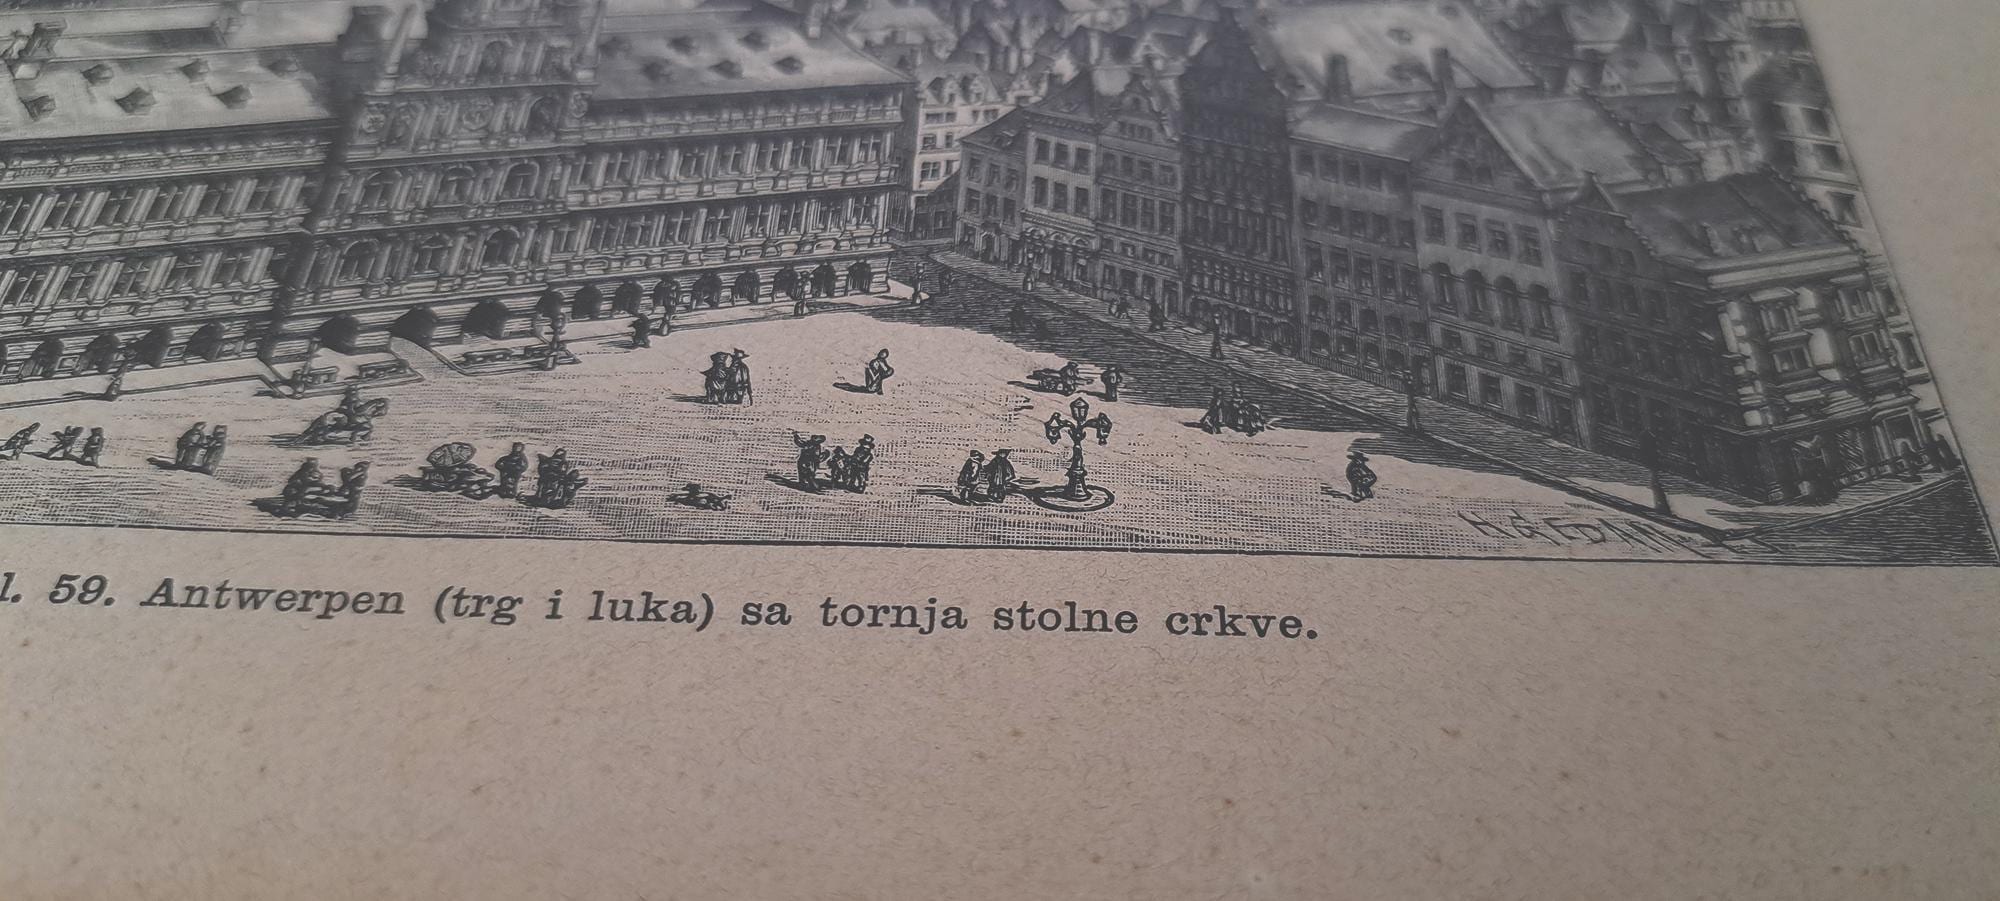 l. 59. Antwerpen (trg i luka) sa tornja stolne crkve.